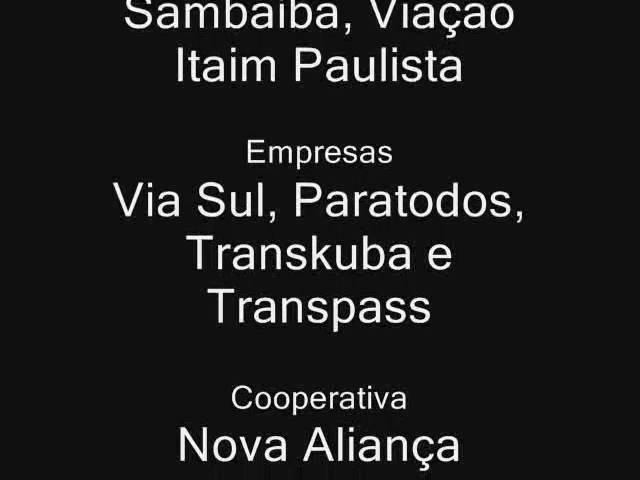 Sambaíba, Viação
Itaim Paulista
Empresas
Via Sul, Paratodos,
Transkuba e
Transpass
Cooperativa
Nova Aliança